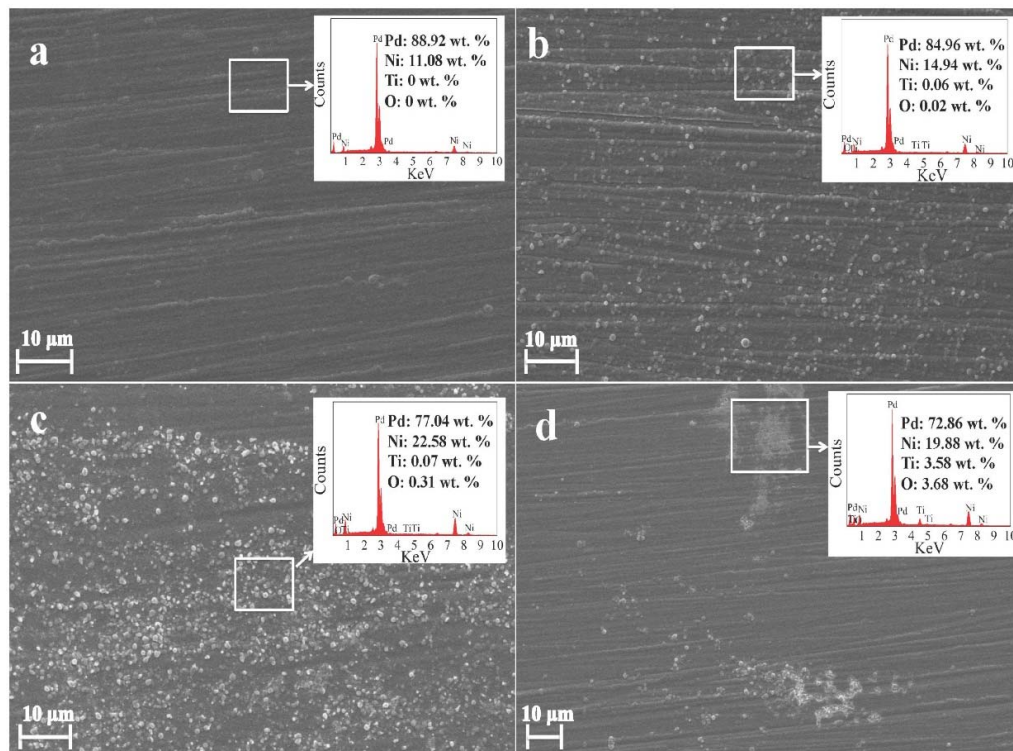 a
Pd
Pd: 88.92 wt. %
Ni: 11.08 wt. %
Ti: 0 wt. %
O: 0 wt. %
Counts
Pd
Ni
Pd
Ni
Ni
1 2 3 4 5 6 7 8 9 10
KeV
10 μm
b
Pd: 84.96 wt. %
Ni: 14.94 wt. %
Ti: 0.06 wt. %
O: 0.02 wt. %
Counts
Pd
Ni
Pd
Ti Ti
Ni
Ni
1 2 3 4 5 6 7 8 9 10
KeV
10 μm
c
Pd
Pd: 77.04 wt. %
Ni: 22.58 wt. %
Ti: 0.07 wt. %
O: 0.31 wt. %
Counts
Pd
Ni
Pd
Ti Ti
Ni
Ni
1 2 3 4 5 6 7 8 9 10
KeV
10 μm
d
Pd
Pd: 72.86 wt. %
Ni: 19.88 wt. %
Ti: 3.58 wt. %
O: 3.68 wt. %
Counts
Pd
Ni
Pd
Ti
Ti
Ni
Ni
1 2 3 4 5 6 7 8 9 10
KeV
10 μm